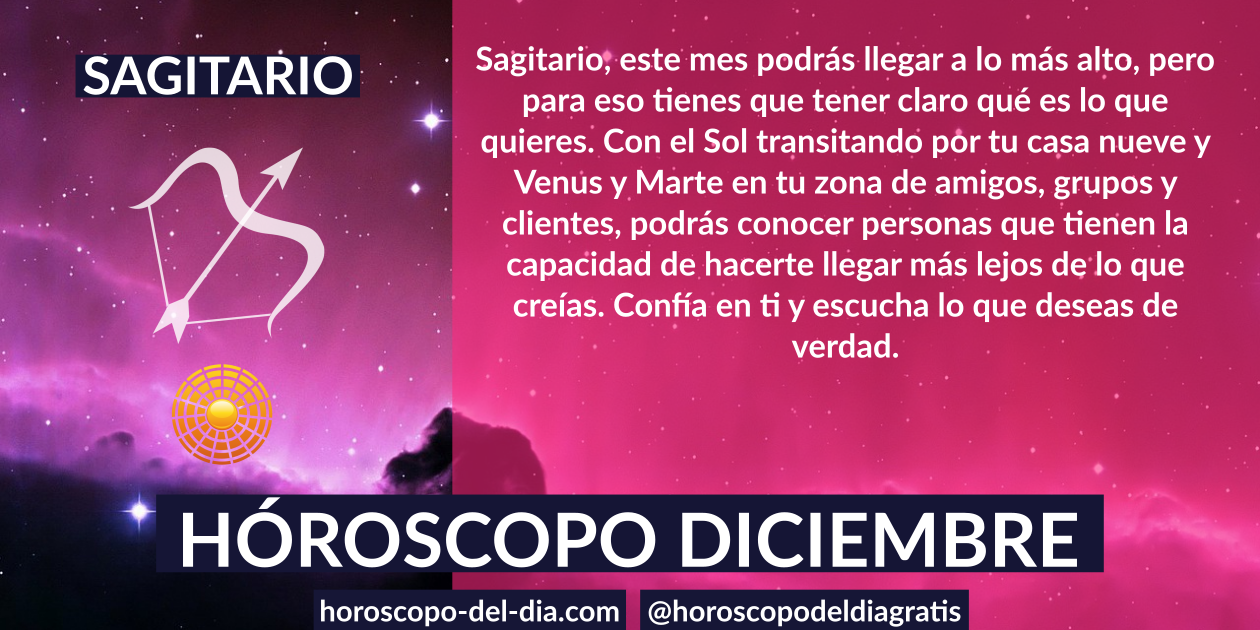 SAGITARIO
Sagitario, este mes podrás llegar a lo más alto, pero
para eso tienes que tener claro qué es lo que
quieres. Con el Sol transitando por tu casa nueve y
Venus y Marte en tu zona de amigos, grupos y
clientes, podrás conocer personas que tienen la
capacidad de hacerte llegar más lejos de lo que
creías. Confía en ti y escucha lo que deseas de
verdad.
HÓROSCOPO DICIEMBRE
horoscopo-del-dia.com
@horoscopodeldiagratis